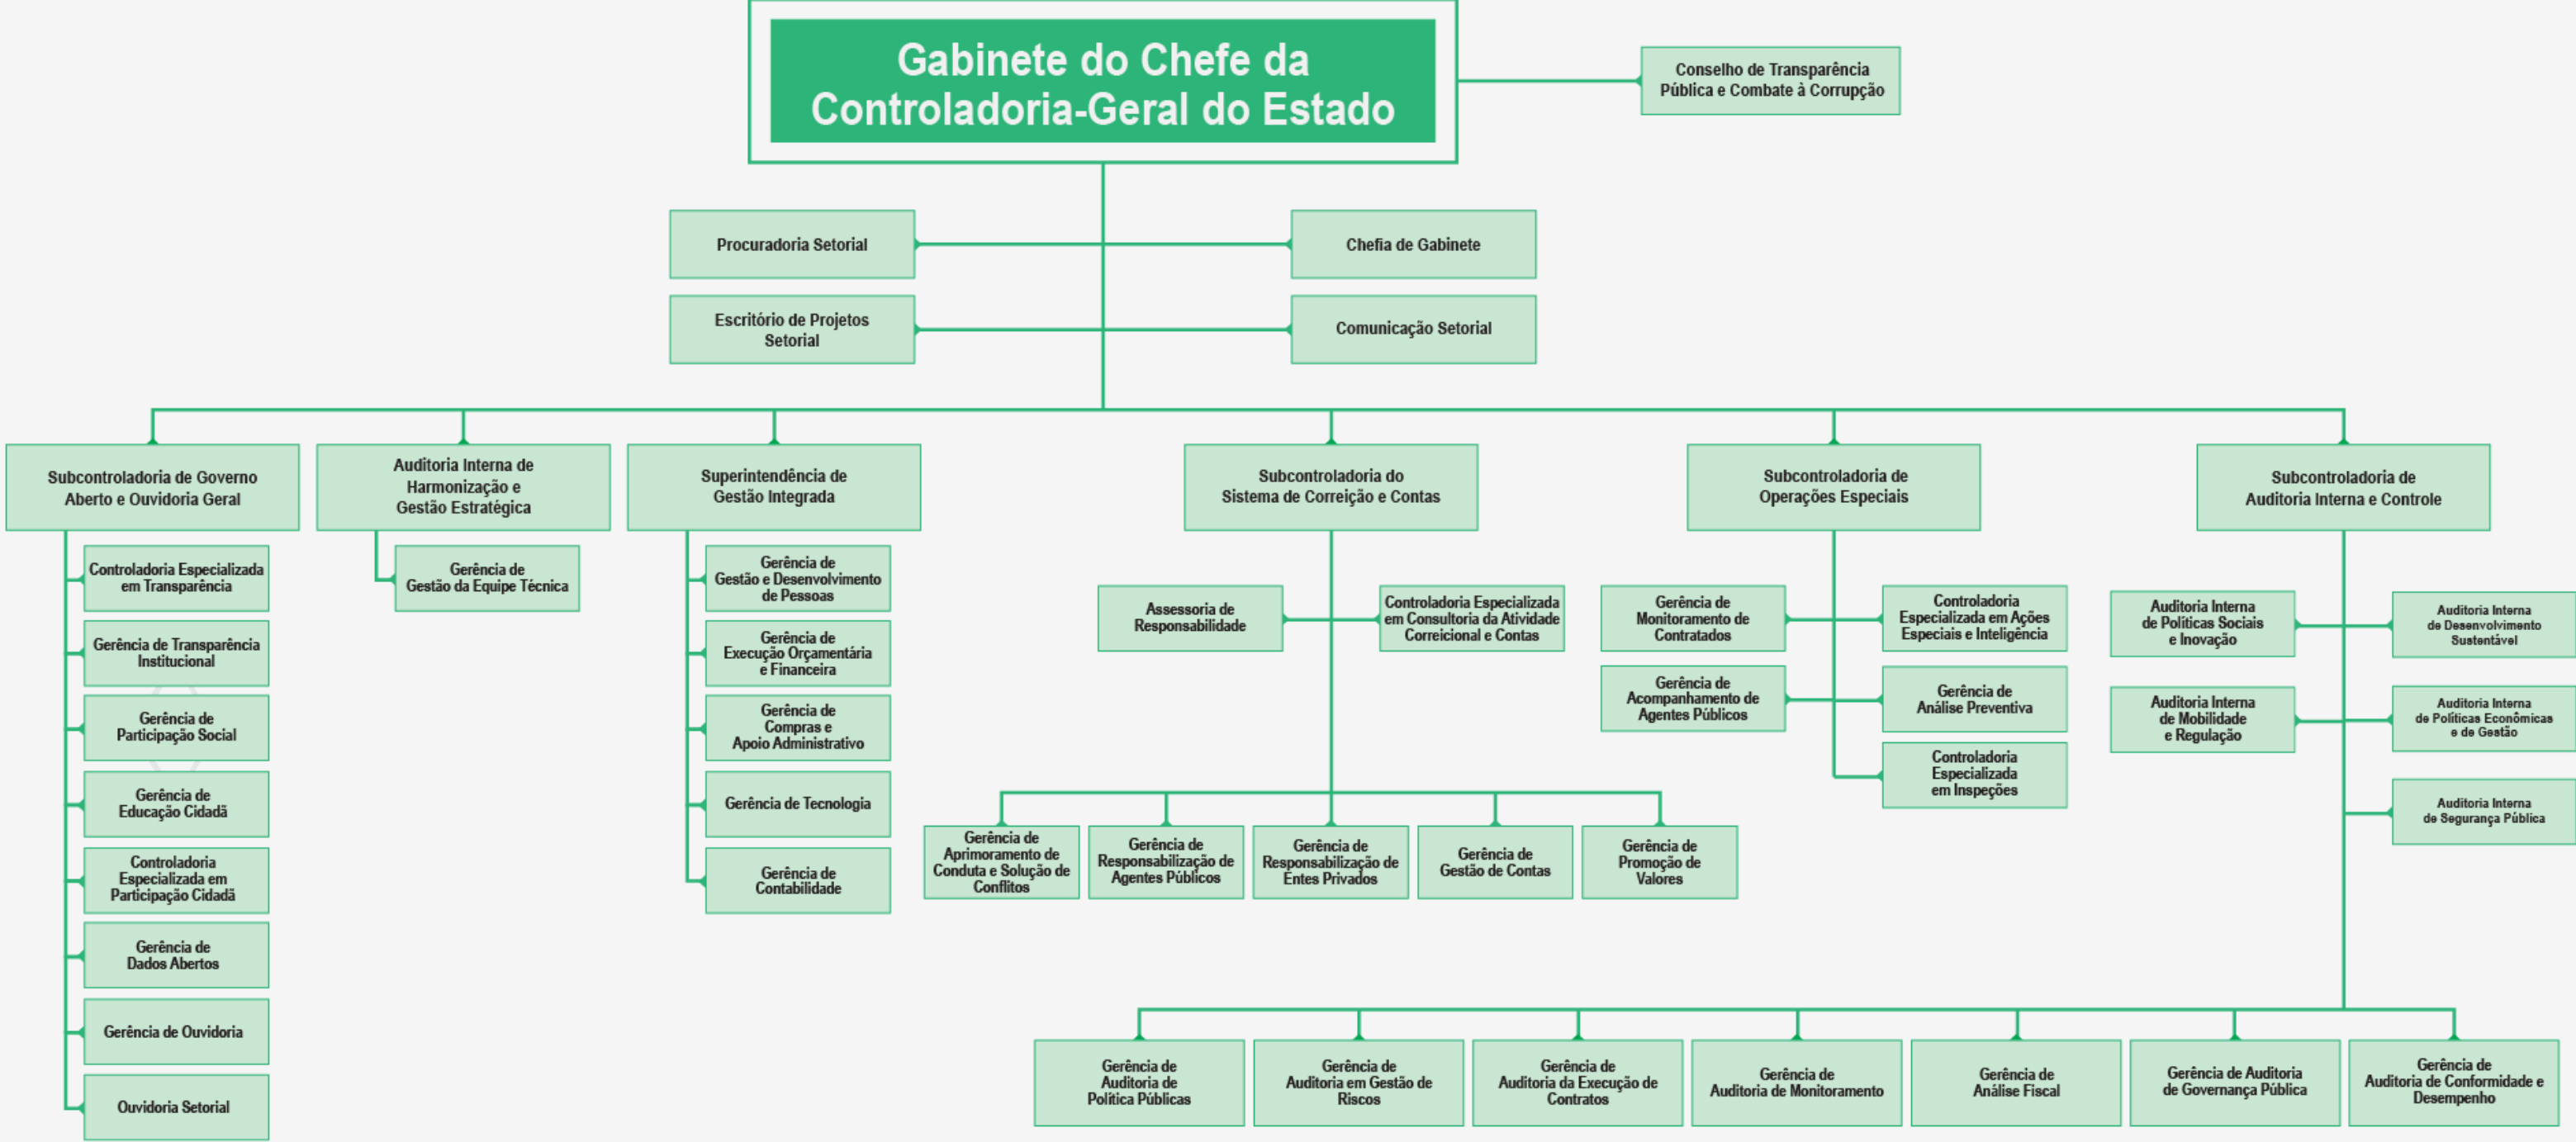 Gabinete do Chefe da
Controladoria-Geral do Estado
Conselho de Transparência
Pública e Combate à Corrupção
Procuradoria Setorial
Chefia de Gabinete
Escritório de Projetos
Setorial
Comunicação Setorial
Subcontroladoria de Governo
Aberto e Ouvidoria Geral
Auditoria Interna de
Harmonização e
Gestão Estratégica
Superintendência de
Gestão Integrada
Subcontroladoria do
Sistema de Correição e Contas
Subcontroladoria de
Operações Especiais
Subcontroladoria de
Auditoria Interna e Controle
Controladoria Especializada
em Transparência
Gerência de Transparência
Institucional
Gerência de
Participação Social
Gerência de
Educação Cidadã
Controladoria
Especializada em
Participação Cidadã
Gerência de
Dados Abertos
Gerência de Ouvidoria
Ouvidoria Setorial
Gerência de
Gestão da Equipe Técnica
Gerência de
Gestão e Desenvolvimento
de Pessoas
Gerência de
Execução Orçamentária
e Financeira
Gerência de
Compras e
Apoio Administrativo
Gerência de Tecnologia
Gerência de
Contabilidade
Assessoria de
Responsabilidade
Controladoria Especializada
em Consultoria da Atividade
Correicional e Contas
Gerência de
Aprimoramento de
Conduta e Solução de
Conflitos
Gerência de
Responsabilização de
Agentes Públicos
Gerência de
Responsabilização de
Entes Privados
Gerência de
Gestão de Contas
Gerência de
Promoção de
Valores
Gerência de
Monitoramento de
Contratados
Controladoria
Especializada em Ações
Especiais e Inteligência
Gerência de
Acompanhamento de
Agentes Públicos
Gerência de
Análise Preventiva
Controladoria
Especializada
em Inspeções
Auditoria Interna
de Políticas Sociais
e Inovação
Auditoria Interna
de Desenvolvimento
Sustentável
Auditoria Interna
de Mobilidade
e Regulação
Auditoria Interna
de Políticas Econômicas
e de Gestão
Auditoria Interna
de Segurança Pública
Gerência de
Auditoria de
Política Públicas
Gerência de
Auditoria em Gestão de
Riscos
Gerência de
Auditoria da Execução de
Contratos
Gerência de
Auditoria de Monitoramento
Gerência de
Análise Fiscal
Gerência de Auditoria
de Governança Pública
Gerência de
Auditoria de Conformidade e
Desempenho